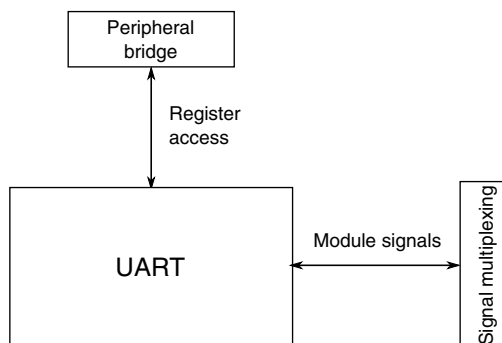 Peripheral
bridge
Register
access
UART
Module signals
Signal multiplexing